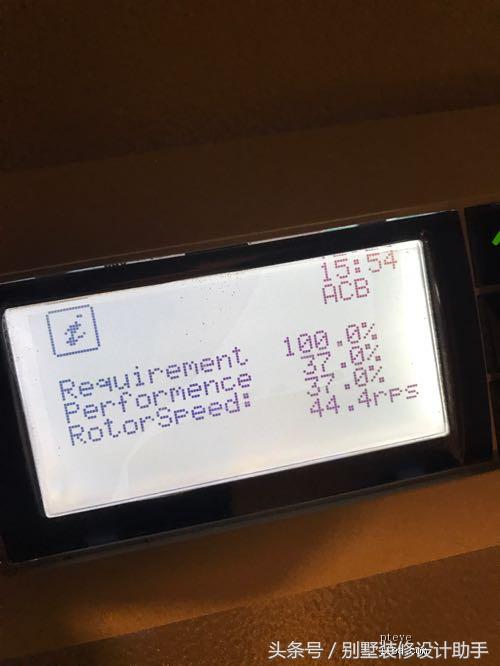 15:54
ACB
100.0%
Requirement 37.0%
Performence 37.0%
RotorSpeed: 44.4rps
pteye
头条号 / 别墅装修设计助手